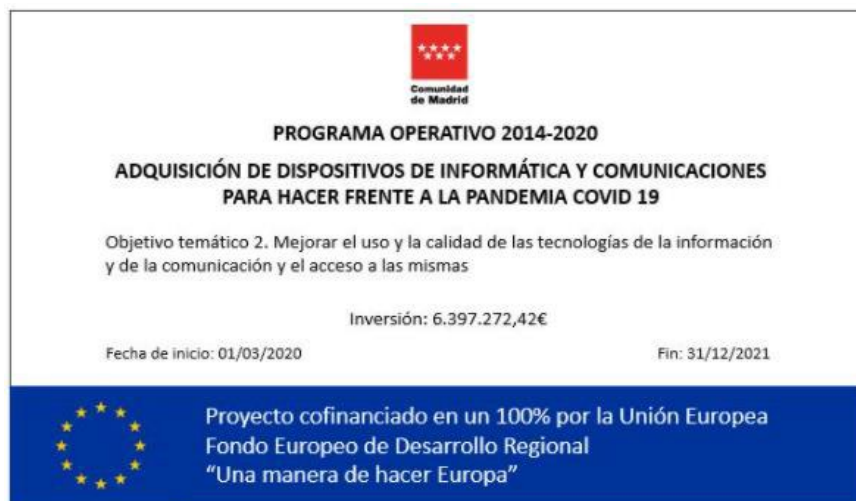 Comunidad
de Madrid
PROGRAMA OPERATIVO 2014-2020
ADQUISICIÓN DE DISPOSITIVOS DE INFORMÁTICA Y COMUNICACIONES
PARA HACER FRENTE A LA PANDEMIA COVID 19
Objetivo temático 2. Mejorar el uso y la calidad de las tecnologías de la información
y de la comunicación y el acceso a las mismas
Inversión: 6.397.272,42€
Fecha de inicio: 01/03/2020 Fin: 31/12/2021
Proyecto cofinanciado en un 100% por la Unión Europea
Fondo Europeo de Desarrollo Regional
“Una manera de hacer Europa”